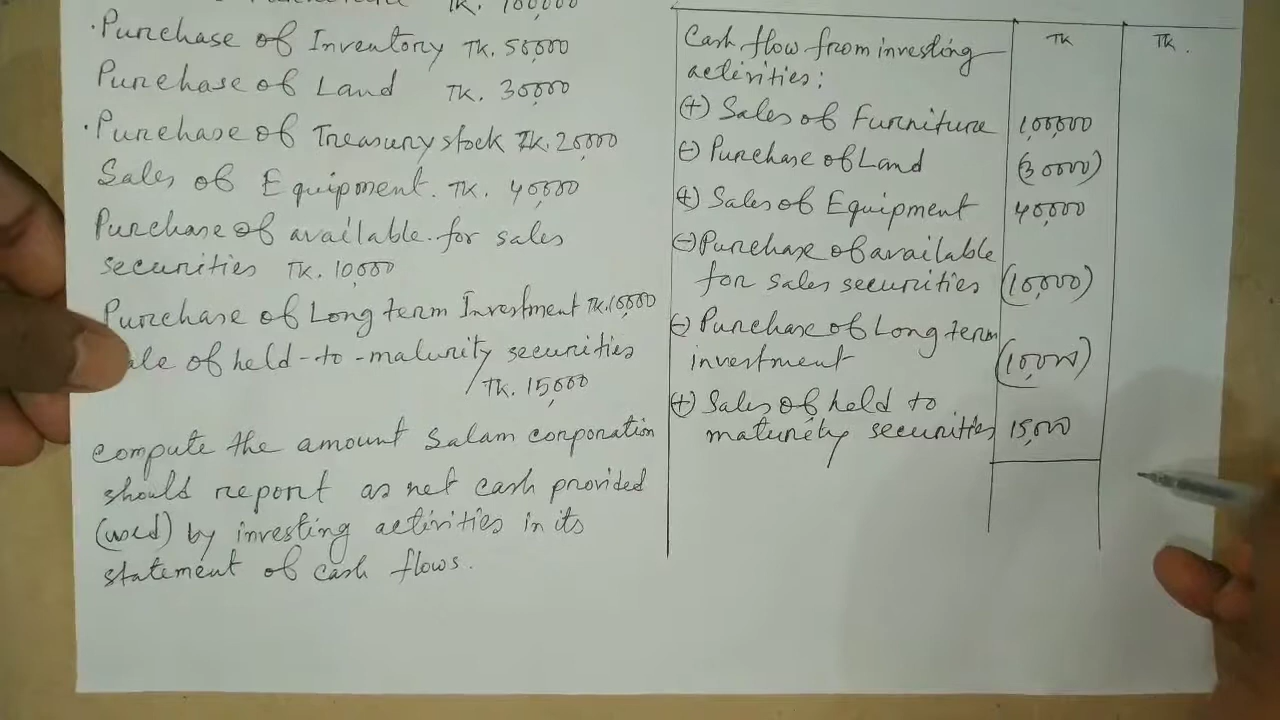 TK. 100,000
·Purchase of Inventory TK. 50,000
Purchase of Land TK. 30,000
·Purchase of Treasury stock TK. 20,000
Sales of Equipment. TK. 40,000
Purchase of available-for sales
securities TK. 10,000
Purchase of Long term Investment TK. 10,000
ale of held-to-maturity securities
TK. 15,000
compute the amount Salam corporation
should report as net cash provided
(used) by investing activities in its
statement of cash flows.
Cash flow from investing TK TK.
activities:
(+) Sales of Furniture 1,00,000
(-) Purchase of Land (30000)
(+) Sales of Equipment 40,000
(-) Purchase of available
for sales securities (10,000)
(-) Purchase of Long term
investment (10,000)
(+) Sales of held to
maturity securities 15,000